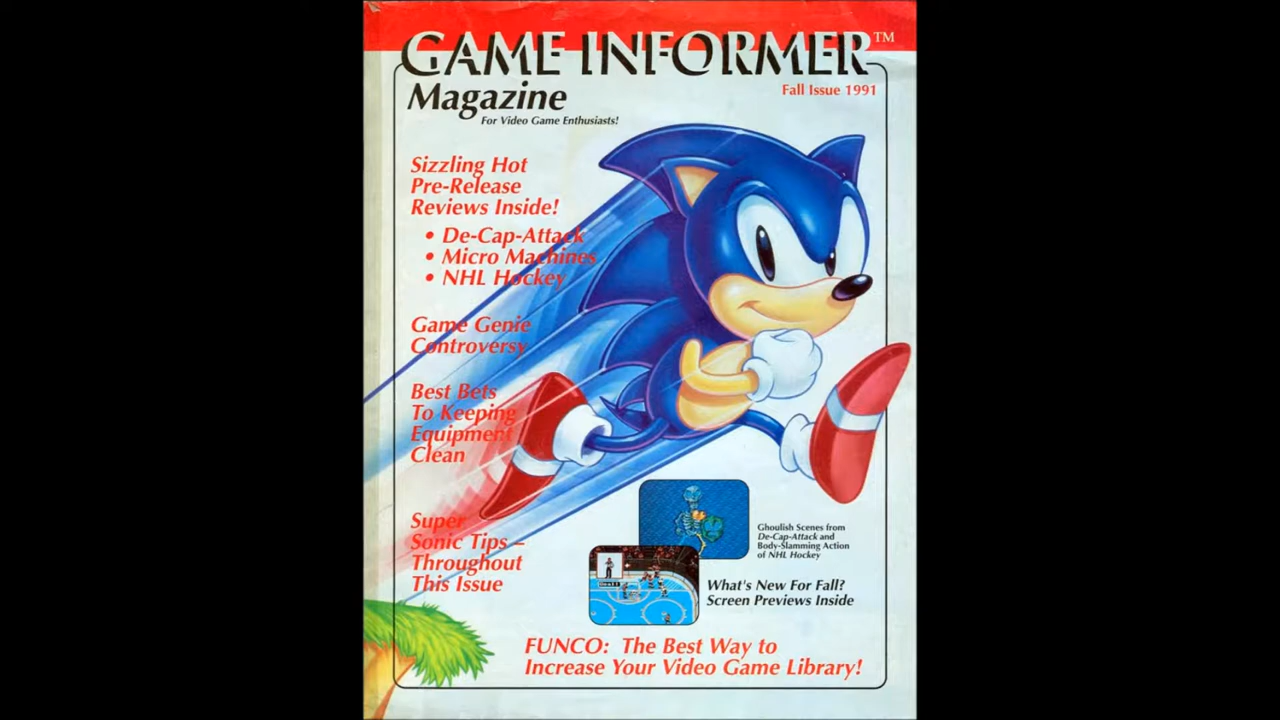 GAME INFORMER™
Magazine
Fall Issue 1991
For Video Game Enthusiasts!
Sizzling Hot
Pre-Release
Reviews Inside!
• De-Cap-Attack
• Micro Machines
• NHL Hockey
Game Genie
Controversy
Best Bets
To Keeping
Equipment
Clean
Super
Sonic Tips –
Throughout
This Issue
Ghoulish Scenes from
De-Cap-Attack and
Body-Slamming Action
of NHL Hockey
What's New For Fall?
Screen Previews Inside
FUNCO: The Best Way to
Increase Your Video Game Library!